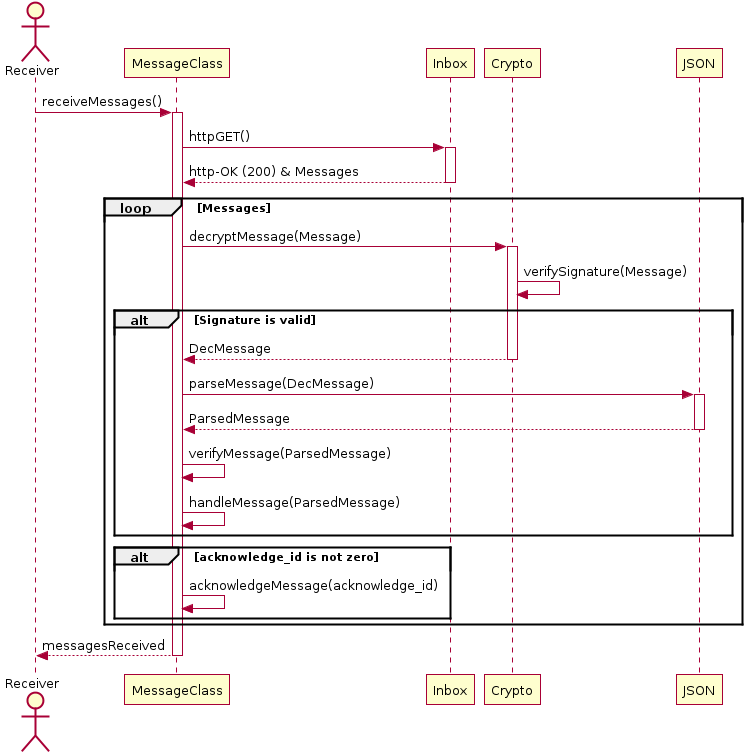 Receiver
MessageClass
Inbox
Crypto
JSON
receiveMessages()
httpGET()
http-OK (200) & Messages
loop
[Messages]
decryptMessage(Message)
verifySignature(Message)
alt
[Signature is valid]
DecMessage
parseMessage(DecMessage)
ParsedMessage
verifyMessage(ParsedMessage)
handleMessage(ParsedMessage)
alt
[acknowledge_id is not zero]
acknowledgeMessage(acknowledge_id)
messagesReceived
Receiver
MessageClass
Inbox
Crypto
JSON